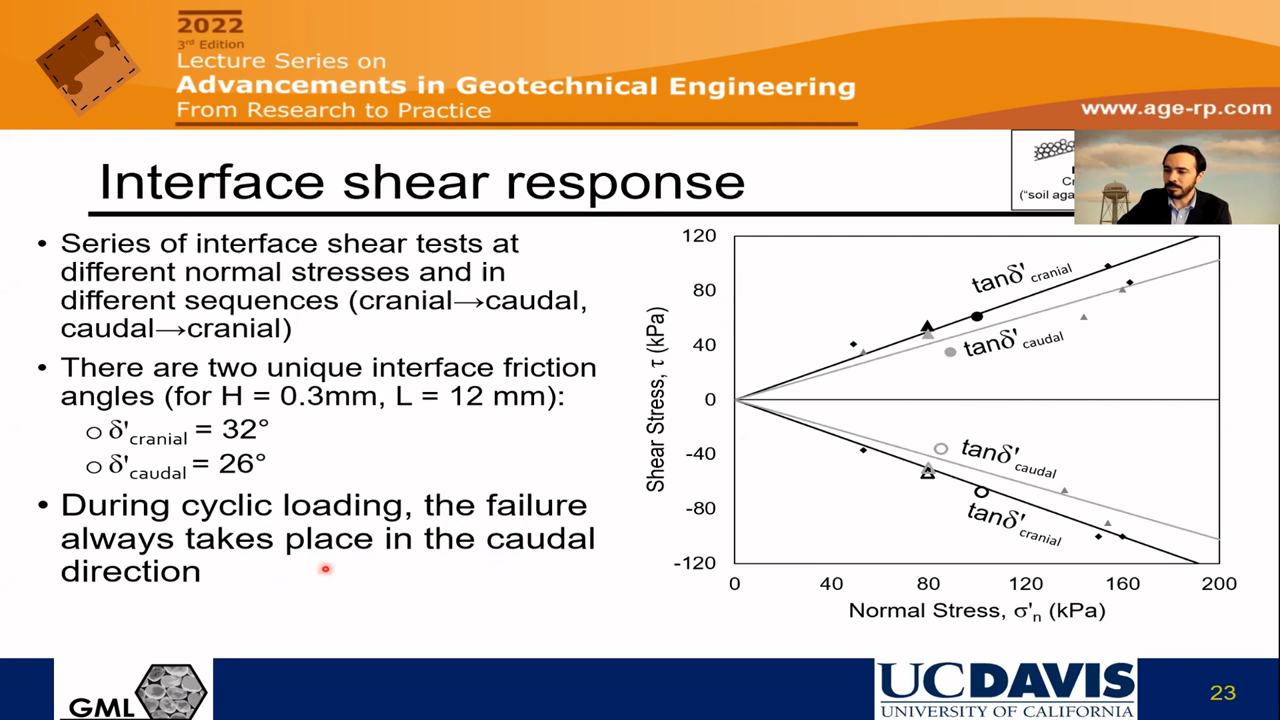 2022
3rd Edition
Lecture Series on
Advancements in Geotechnical Engineering
From Research to Practice
www.age-rp.com
Interface shear response
("soil aga
• Series of interface shear tests at
different normal stresses and in
different sequences (cranial→caudal,
caudal→cranial)
• There are two unique interface friction
angles (for H = 0.3mm, L = 12 mm):
o δ'cranial = 32°
o δ'caudal = 26°
• During cyclic loading, the failure
always takes place in the caudal
direction
Shear Stress, τ (kPa)
120
80
40
0
-40
-80
-120
tanδ'cranial
tanδ'caudal
tanδ'caudal
tanδ'cranial
0 40 80 120 160 200
Normal Stress, σ'n (kPa)
GML
UCDAVIS
UNIVERSITY OF CALIFORNIA
23